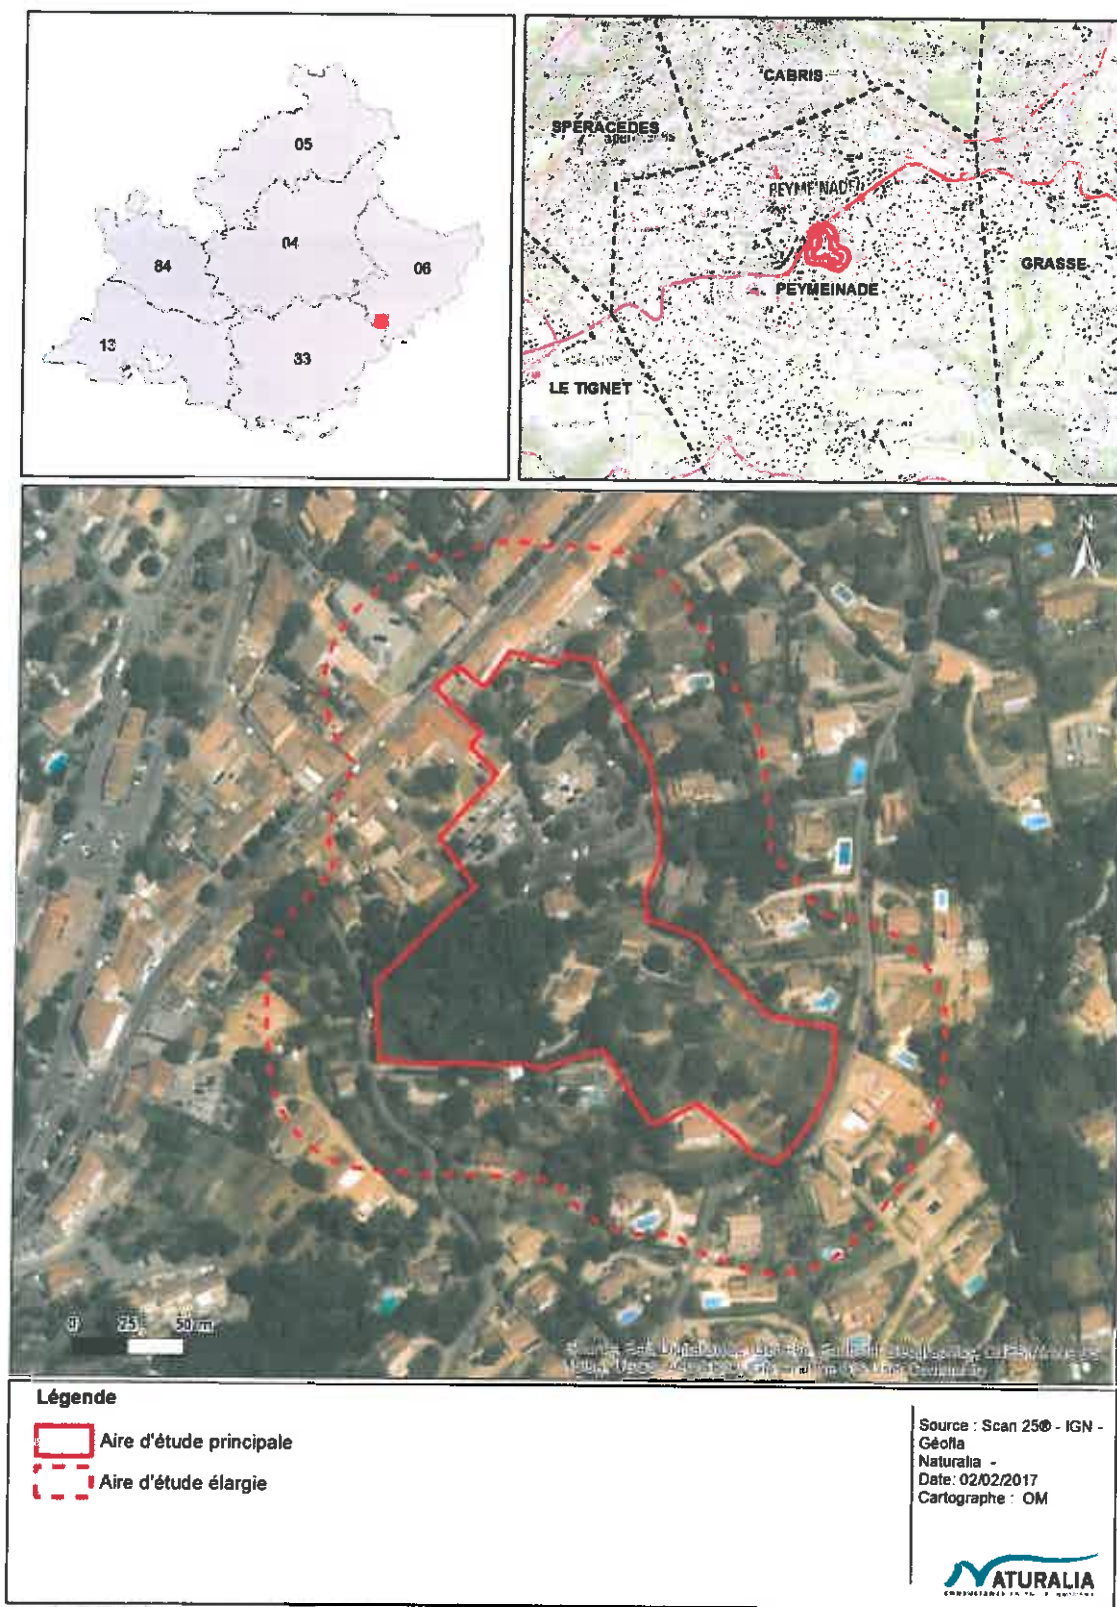 05
04
84
06
13
83
CABRIS
SPERACEDES
PEYMEINADE
GRASSE
PEYMEINADE
LE TIGNET
N
0 25 50 m
Légende
Aire d'étude principale
Aire d'étude élargie
Source : Scan 25® - IGN -
Géofla
Naturalia -
Date: 02/02/2017
Cartographe : OM
NATURALIA